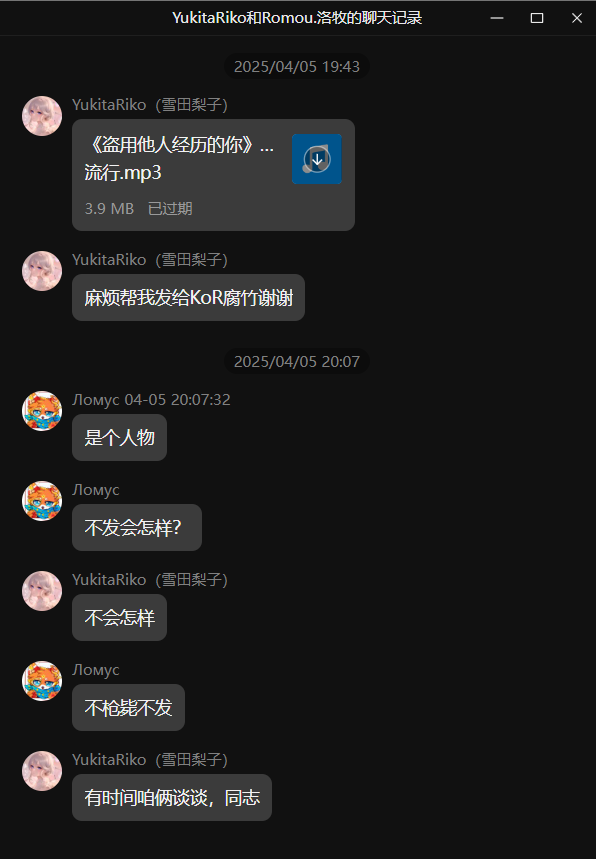 YukitaRiko和Romou.洛牧的聊天记录
2025/04/05 19:43
YukitaRiko（雪田梨子）
《盗用他人经历的你》...
流行.mp3
3.9 MB 已过期
YukitaRiko（雪田梨子）
麻烦帮我发给KoR腐竹谢谢
2025/04/05 20:07
Ломус 04-05 20:07:32
是个人物
Ломус
不发会怎样？
YukitaRiko（雪田梨子）
不会怎样
Ломус
不枪毙不发
YukitaRiko（雪田梨子）
有时间咱俩谈谈，同志